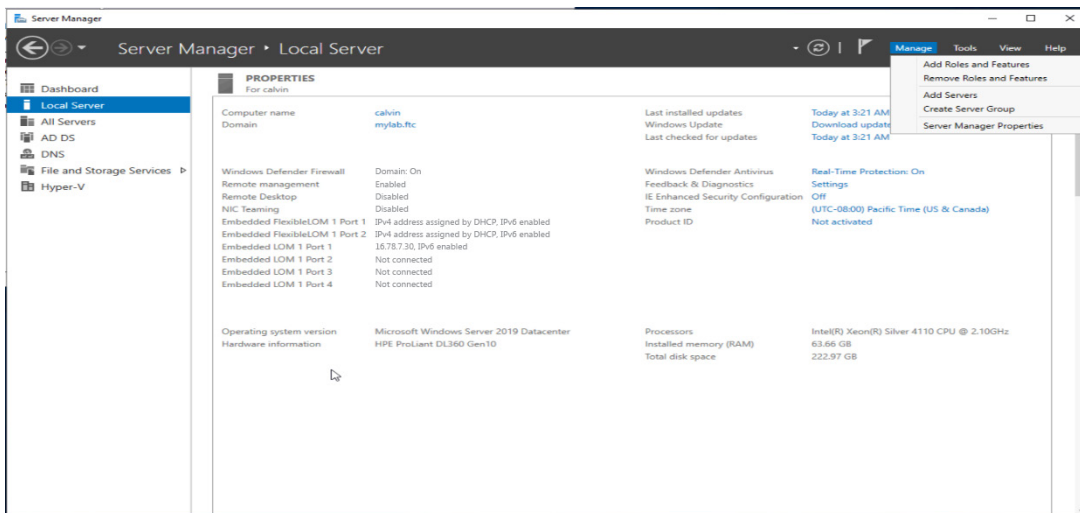 Server Manager
Server Manager • Local Server
Manage Tools View Help
Add Roles and Features
Remove Roles and Features
Add Servers
Create Server Group
Server Manager Properties
Dashboard
Local Server
All Servers
AD DS
DNS
File and Storage Services
Hyper-V
PROPERTIES
For calvin
Computer name calvin Last installed updates Today at 3:21 AM
Domain mylab.ftc Windows Update Download update
Last checked for updates Today at 3:21 AM
Windows Defender Firewall Domain: On Windows Defender Antivirus Real-Time Protection: On
Remote management Enabled Feedback & Diagnostics Settings
Remote Desktop Disabled IE Enhanced Security Configuration Off
NIC Teaming Disabled Time zone (UTC-08:00) Pacific Time (US & Canada)
Embedded FlexibleLOM 1 Port 1 IPv4 address assigned by DHCP, IPv6 enabled Product ID Not activated
Embedded FlexibleLOM 1 Port 2 IPv4 address assigned by DHCP, IPv6 enabled
Embedded LOM 1 Port 1 16.78.7.30, IPv6 enabled
Embedded LOM 1 Port 2 Not connected
Embedded LOM 1 Port 3 Not connected
Embedded LOM 1 Port 4 Not connected
Operating system version Microsoft Windows Server 2019 Datacenter Processors Intel(R) Xeon(R) Silver 4110 CPU @ 2.10GHz
Hardware information HPE ProLiant DL360 Gen10 Installed memory (RAM) 63.66 GB
Total disk space 222.97 GB